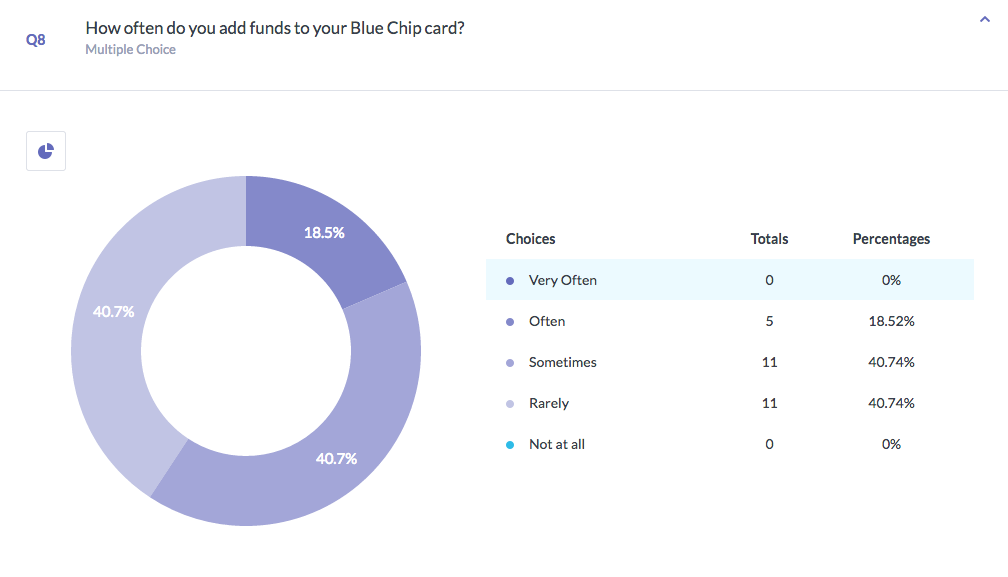 Q8
How often do you add funds to your Blue Chip card?
Multiple Choice
18.5%
40.7%
40.7%
Choices Totals Percentages
Very Often 0 0%
Often 5 18.52%
Sometimes 11 40.74%
Rarely 11 40.74%
Not at all 0 0%